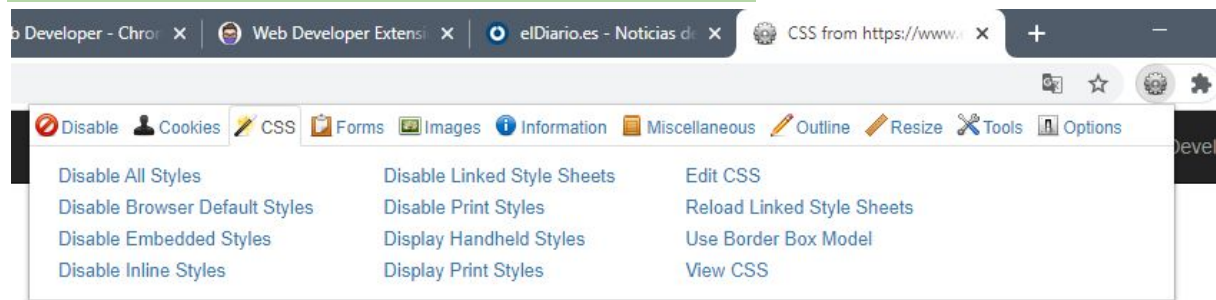 b Developer - Chron Web Developer Extensi elDiario.es - Noticias de CSS from https://www.e
Disable Cookies CSS Forms Images Information Miscellaneous Outline Resize Tools Options
Devel
Disable All Styles Disable Linked Style Sheets Edit CSS
Disable Browser Default Styles Disable Print Styles Reload Linked Style Sheets
Disable Embedded Styles Display Handheld Styles Use Border Box Model
Disable Inline Styles Display Print Styles View CSS